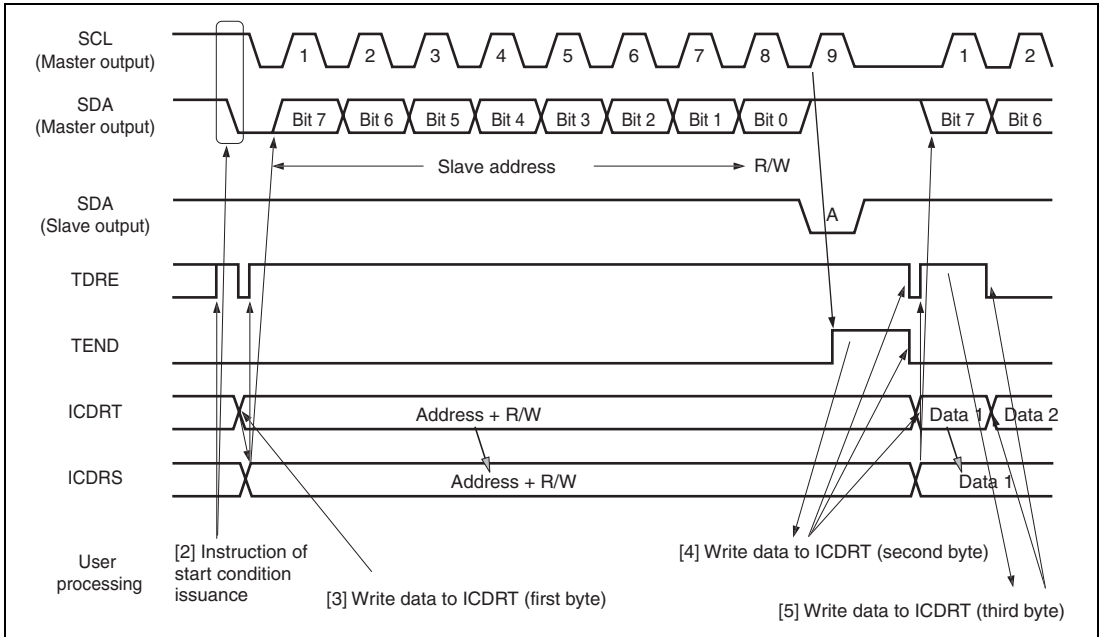 SCL
(Master output)
1 2 3 4 5 6 7 8 9 1 2
SDA
(Master output)
Bit 7 Bit 6 Bit 5 Bit 4 Bit 3 Bit 2 Bit 1 Bit 0 Bit 7 Bit 6
Slave address R/W
SDA
(Slave output)
A
TDRE
TEND
ICDRT
Address + R/W Data 1 Data 2
ICDRS
Address + R/W Data 1
User
processing
[2] Instruction of
start condition
issuance
[3] Write data to ICDRT (first byte)
[4] Write data to ICDRT (second byte)
[5] Write data to ICDRT (third byte)